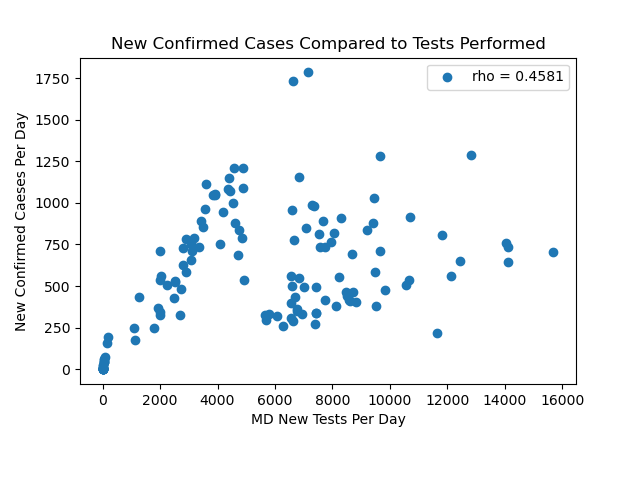 New Confirmed Cases Compared to Tests Performed
rho = 0.4581
New Confirmed Caeses Per Day
1750
1500
1250
1000
750
500
250
0
0 2000 4000 6000 8000 10000 12000 14000 16000
MD New Tests Per Day